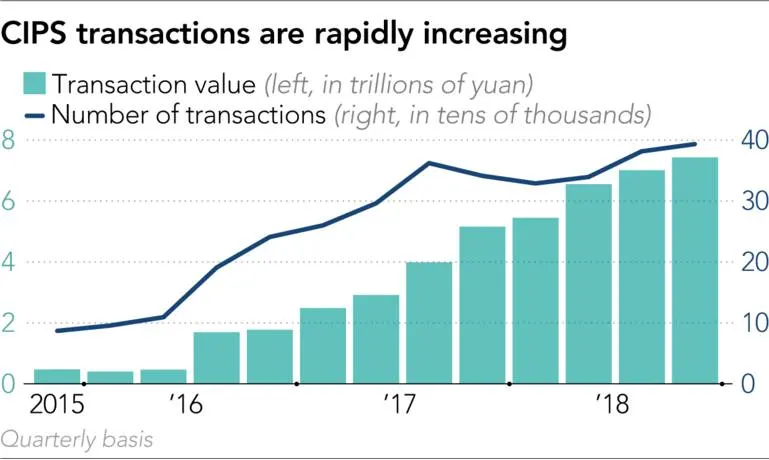 CIPS transactions are rapidly increasing
Transaction value (left, in trillions of yuan)
Number of transactions (right, in tens of thousands)
8 40
6 30
4 20
2 10
0 0
2015 ’16 ’17 ’18
Quarterly basis